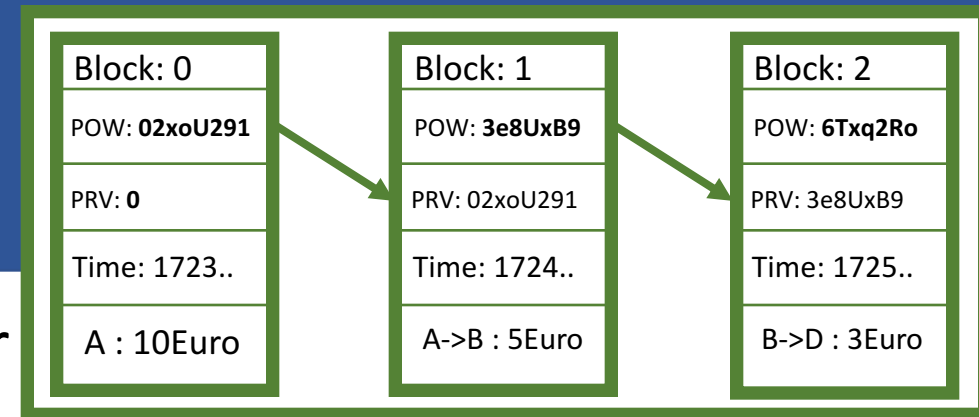 Block: 0
POW: 02xoU291
PRV: 0
Time: 1723..
A : 10Euro
Block: 1
POW: 3e8UxB9
PRV: 02xoU291
Time: 1724..
A->B : 5Euro
Block: 2
POW: 6Txq2Ro
PRV: 3e8UxB9
Time: 1725..
B->D : 3Euro
r